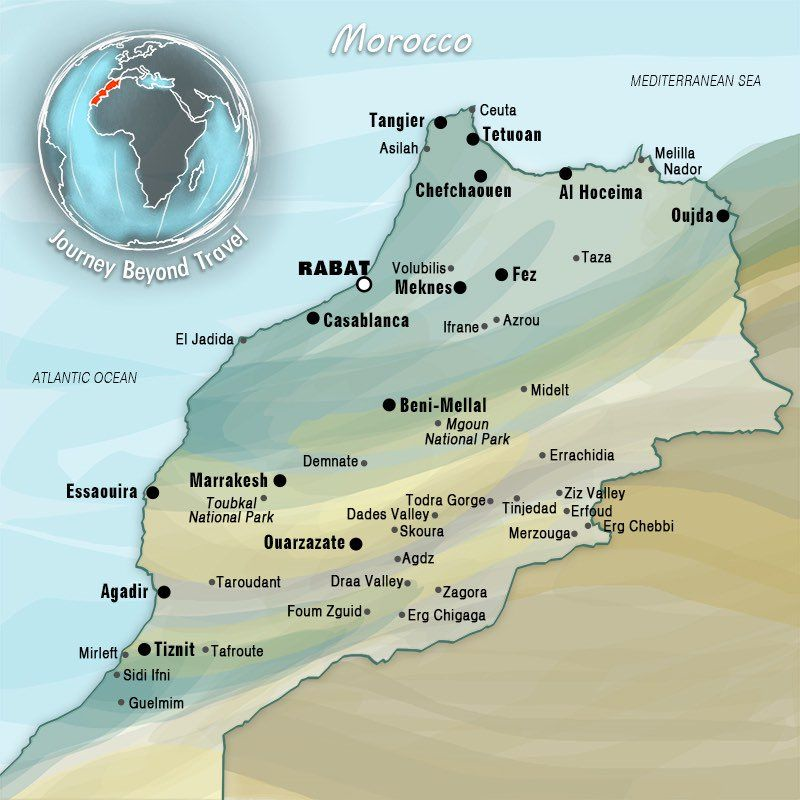 Morocco
MEDITERRANEAN SEA
Journey Beyond Travel
Ceuta
Tangier
Tetuoan
Asilah
Melilla
Nador
Chefchaouen
Al Hoceima
Oujda
RABAT
Volubilis
Taza
Fez
Meknes
Casablanca
Ifrane
Azrou
El Jadida
ATLANTIC OCEAN
Midelt
Beni-Mellal
Mgoun
National Park
Demnate
Errachidia
Marrakesh
Essaouira
Toubkal
National Park
Todra Gorge
Tinjedad
Ziz Valley
Erfoud
Dades Valley
Erg Chebbi
Skoura
Merzouga
Ouarzazate
Agdz
Agadir
Taroudant
Draa Valley
Zagora
Foum Zguid
Erg Chigaga
Mirleft
Tiznit
Tafroute
Sidi Ifni
Guelmim